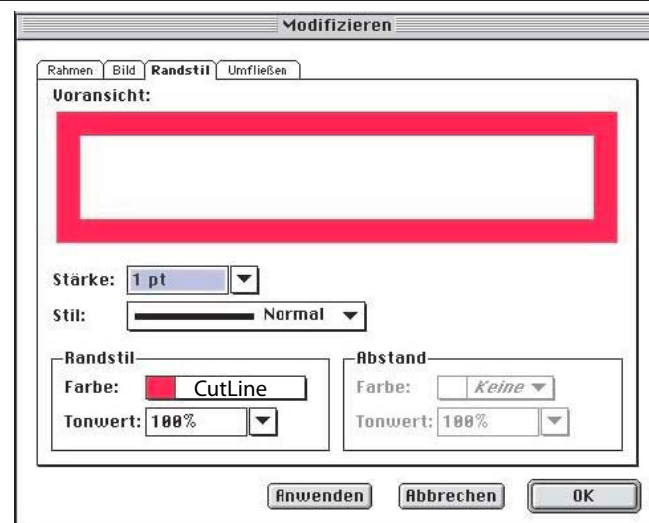 Modifizieren
Rahmen Bild Randstil Umfließen
Voransicht:
Stärke: 1 pt
Stil: Normal
Randstil Abstand
Farbe: CutLine Farbe: Keine
Tonwert: 100% Tonwert: 100%
Anwenden Abbrechen OK